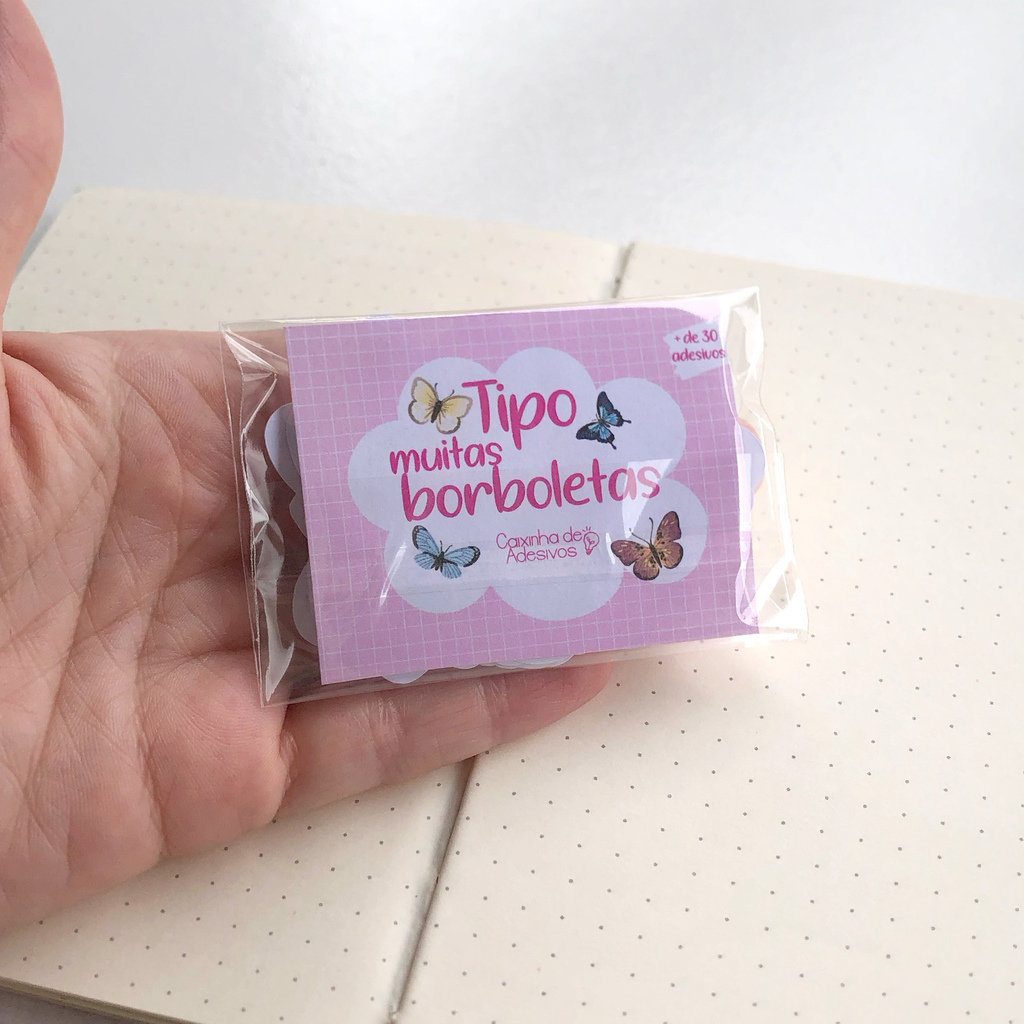 + de 30
adesivos
Tipo
muitas
borboletas
Caixinha de
Adesivos